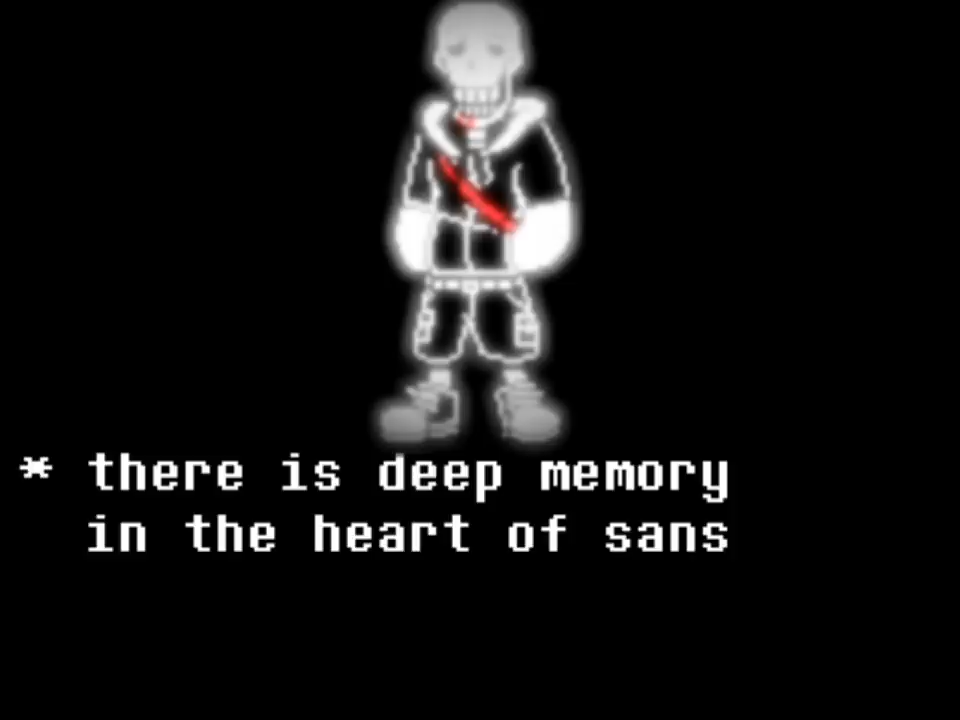 * there is deep memory
in the heart of sans